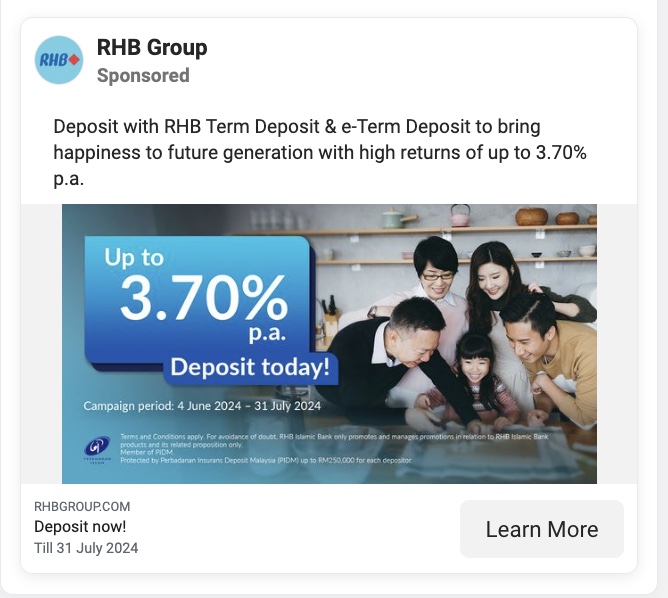 RHB
RHB Group
Sponsored
Deposit with RHB Term Deposit & e-Term Deposit to bring
happiness to future generation with high returns of up to 3.70%
p.a.
Up to
3.70%
p.a.
Deposit today!
Campaign period: 4 June 2024 – 31 July 2024
Terms and Conditions apply. For avoidance of doubt, RHB Islamic Bank only promotes and manages promotions in relation to RHB Islamic Bank
products and its related proposition only.
Member of PIDM.
Protected by Perbadanan Insurans Deposit Malaysia (PIDM) up to RM250,000 for each depositor.
RHBGROUP.COM
Deposit now!
Till 31 July 2024
Learn More